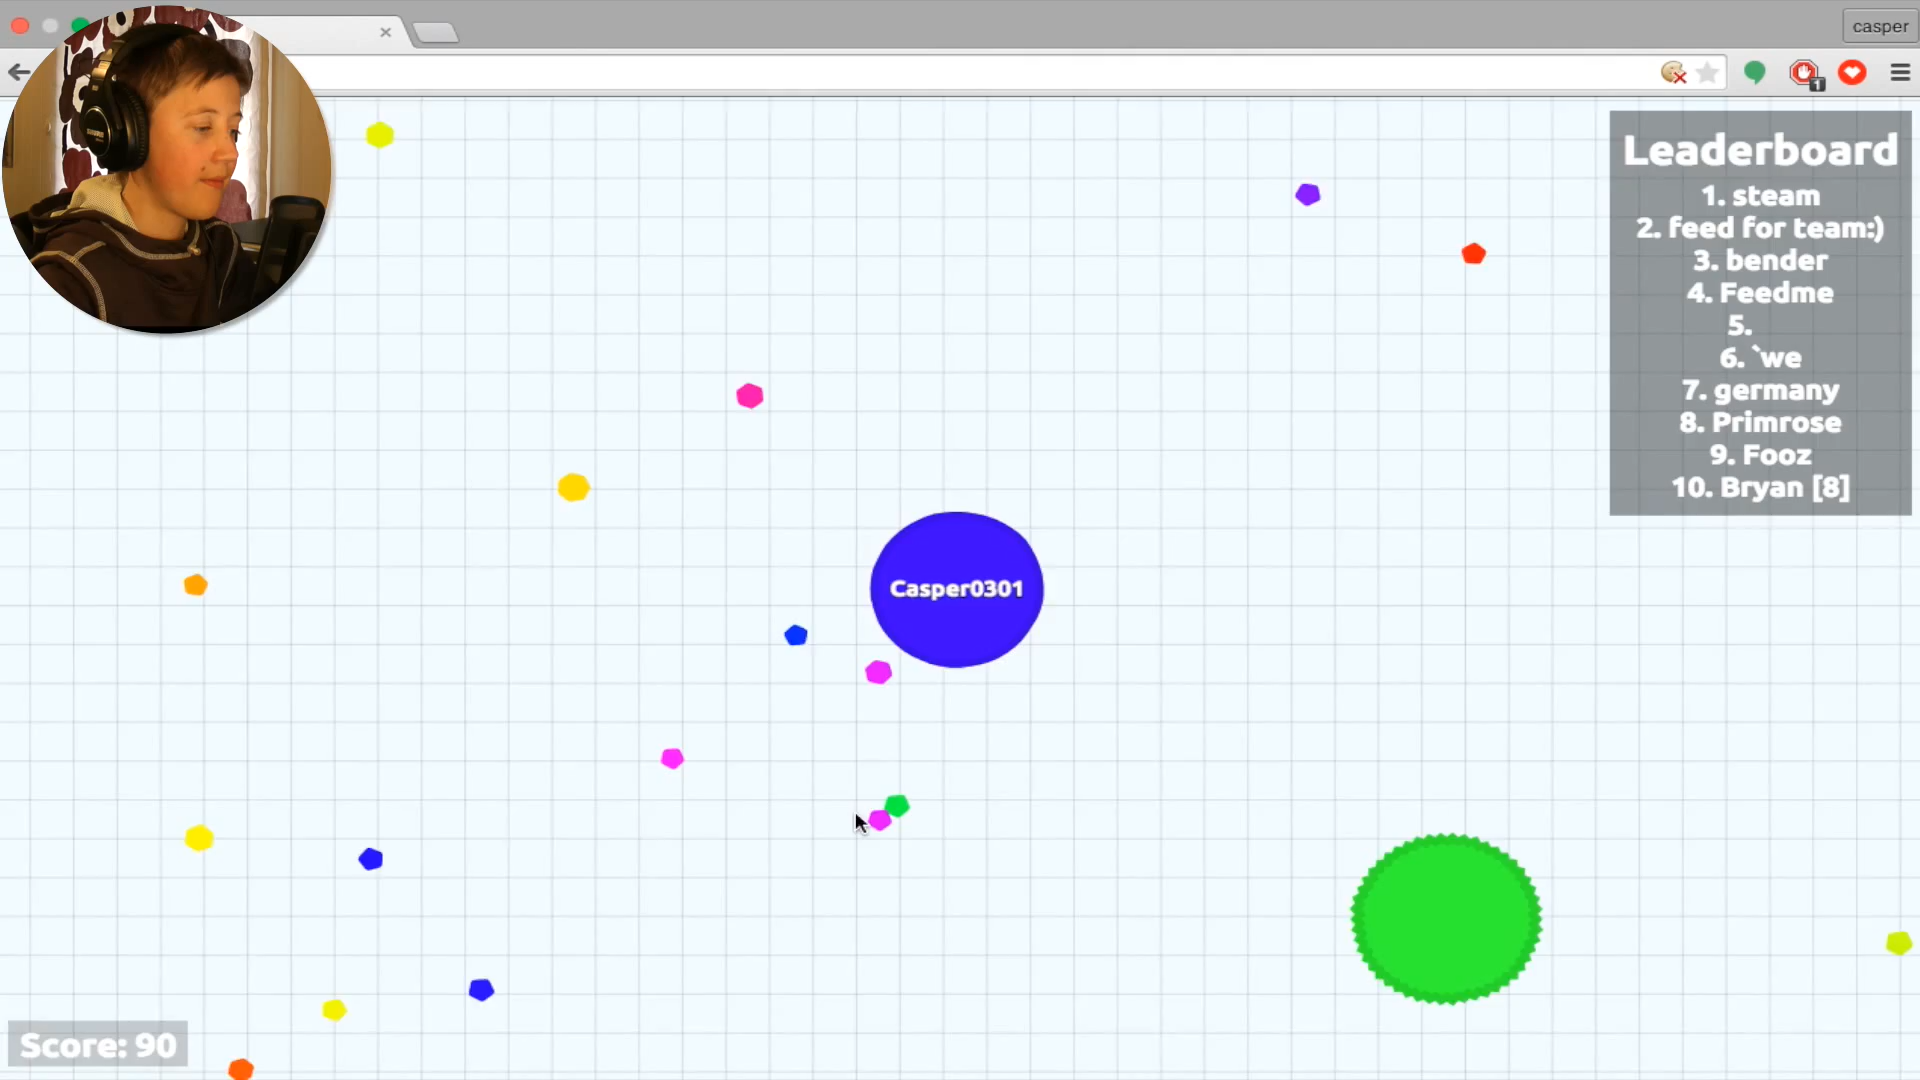 casper
1
Leaderboard
1. steam
2. feed for team:)
3. bender
4. Feedme
5.
6. `we
7. germany
8. Primrose
9. Fooz
10. Bryan [8]
Casper0301
Score: 90